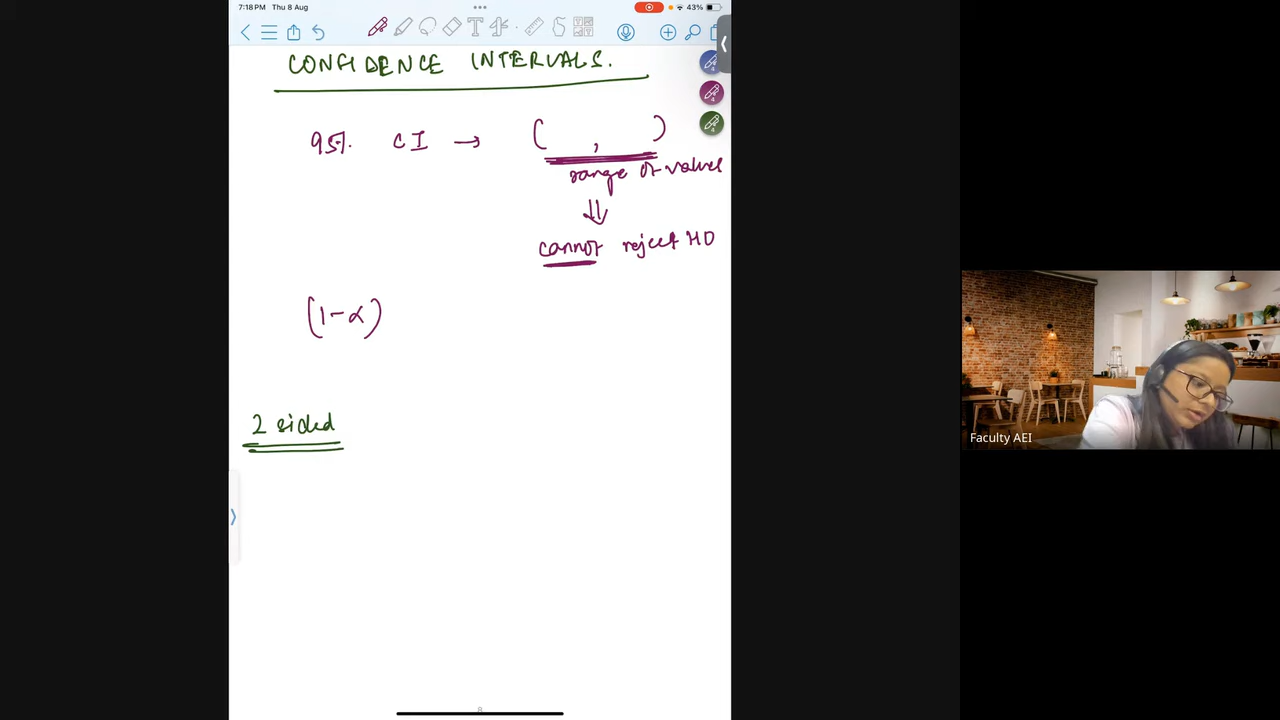 7:18 PM Thu 8 Aug
43%
CONFIDENCE INTERVALS.
95%. CI → ( , )
range of values
⇓
cannot reject H0
(1-α)
2 sided
Faculty AEI
8